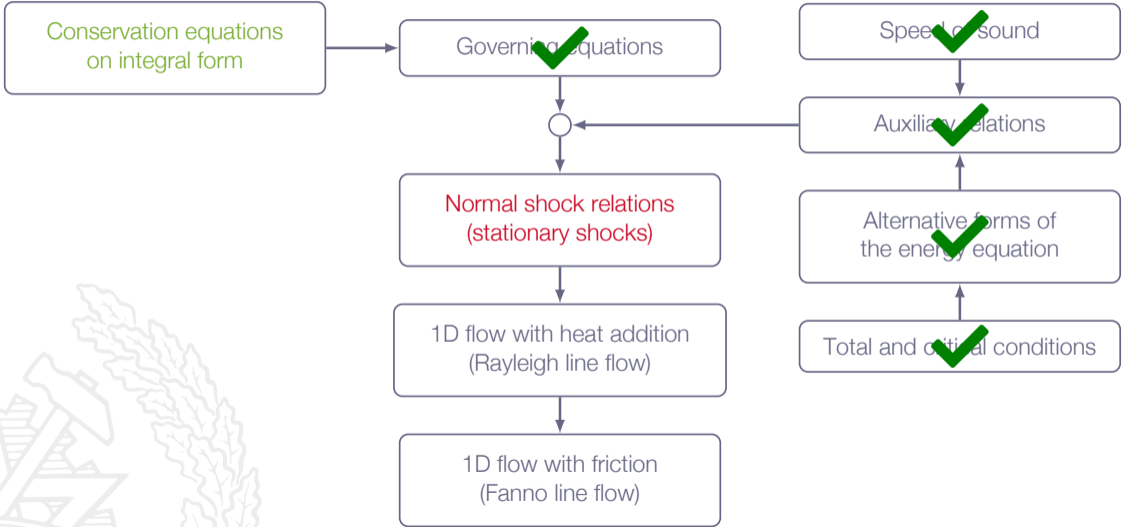 Conservation equations
on integral form
Governing equations
Speed of sound
Auxiliary relations
Normal shock relations
(stationary shocks)
Alternative forms of
the energy equation
1D flow with heat addition
(Rayleigh line flow)
Total and critical conditions
1D flow with friction
(Fanno line flow)